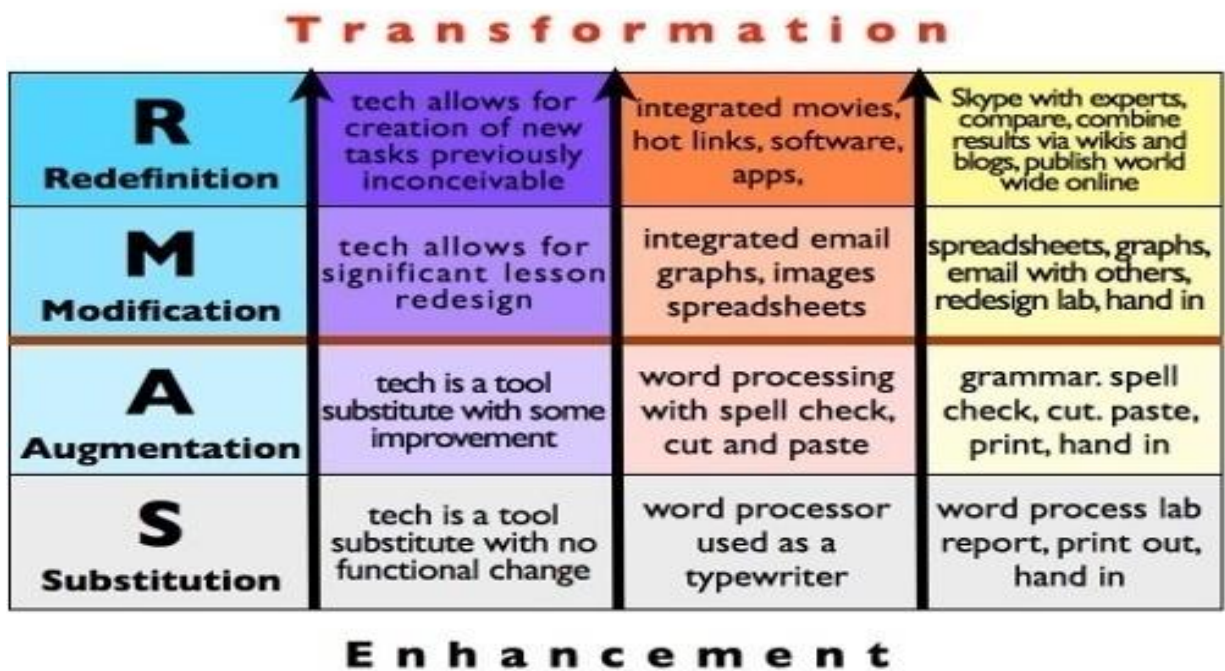 Transformation
R
Redefinition
tech allows for
creation of new
tasks previously
inconceivable
integrated movies,
hot links, software,
apps,
Skype with experts,
compare, combine
results via wikis and
blogs, publish world
wide online
M
Modification
tech allows for
significant lesson
redesign
integrated email
graphs, images
spreadsheets
spreadsheets, graphs,
email with others,
redesign lab, hand in
A
Augmentation
tech is a tool
substitute with some
improvement
word processing
with spell check,
cut and paste
grammar. spell
check, cut. paste,
print, hand in
S
Substitution
tech is a tool
substitute with no
functional change
word processor
used as a
typewriter
word process lab
report, print out,
hand in
Enhancement